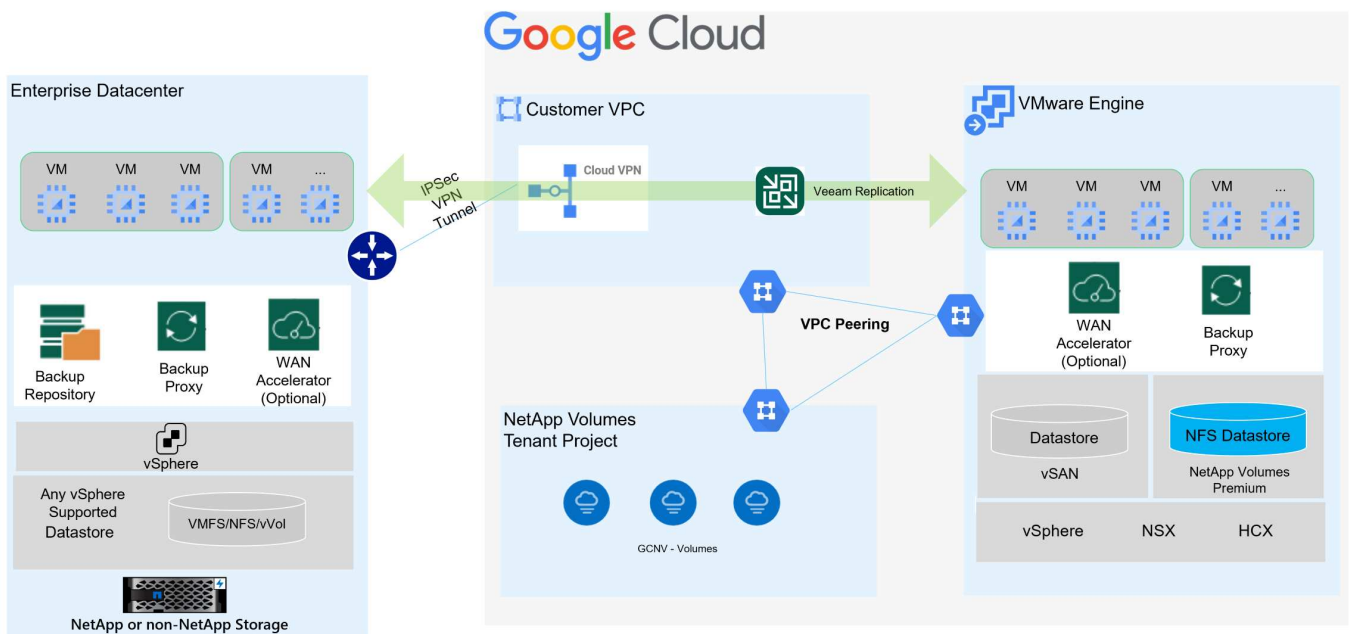 Google Cloud
Enterprise Datacenter
VM
VM
VM
VM
...
IPSec
VPN
Tunnel
Backup
Repository
Backup
Proxy
WAN
Accelerator
(Optional)
vSphere
Any vSphere
Supported
Datastore
VMFS/NFS/vVol
NetApp or non-NetApp Storage
Customer VPC
Cloud VPN
Veeam Replication
VPC Peering
NetApp Volumes
Tenant Project
GCNV - Volumes
VMware Engine
VM
VM
VM
VM
...
WAN
Accelerator
(Optional)
Backup
Proxy
Datastore
vSAN
NFS Datastore
NetApp Volumes
Premium
vSphere
NSX
HCX